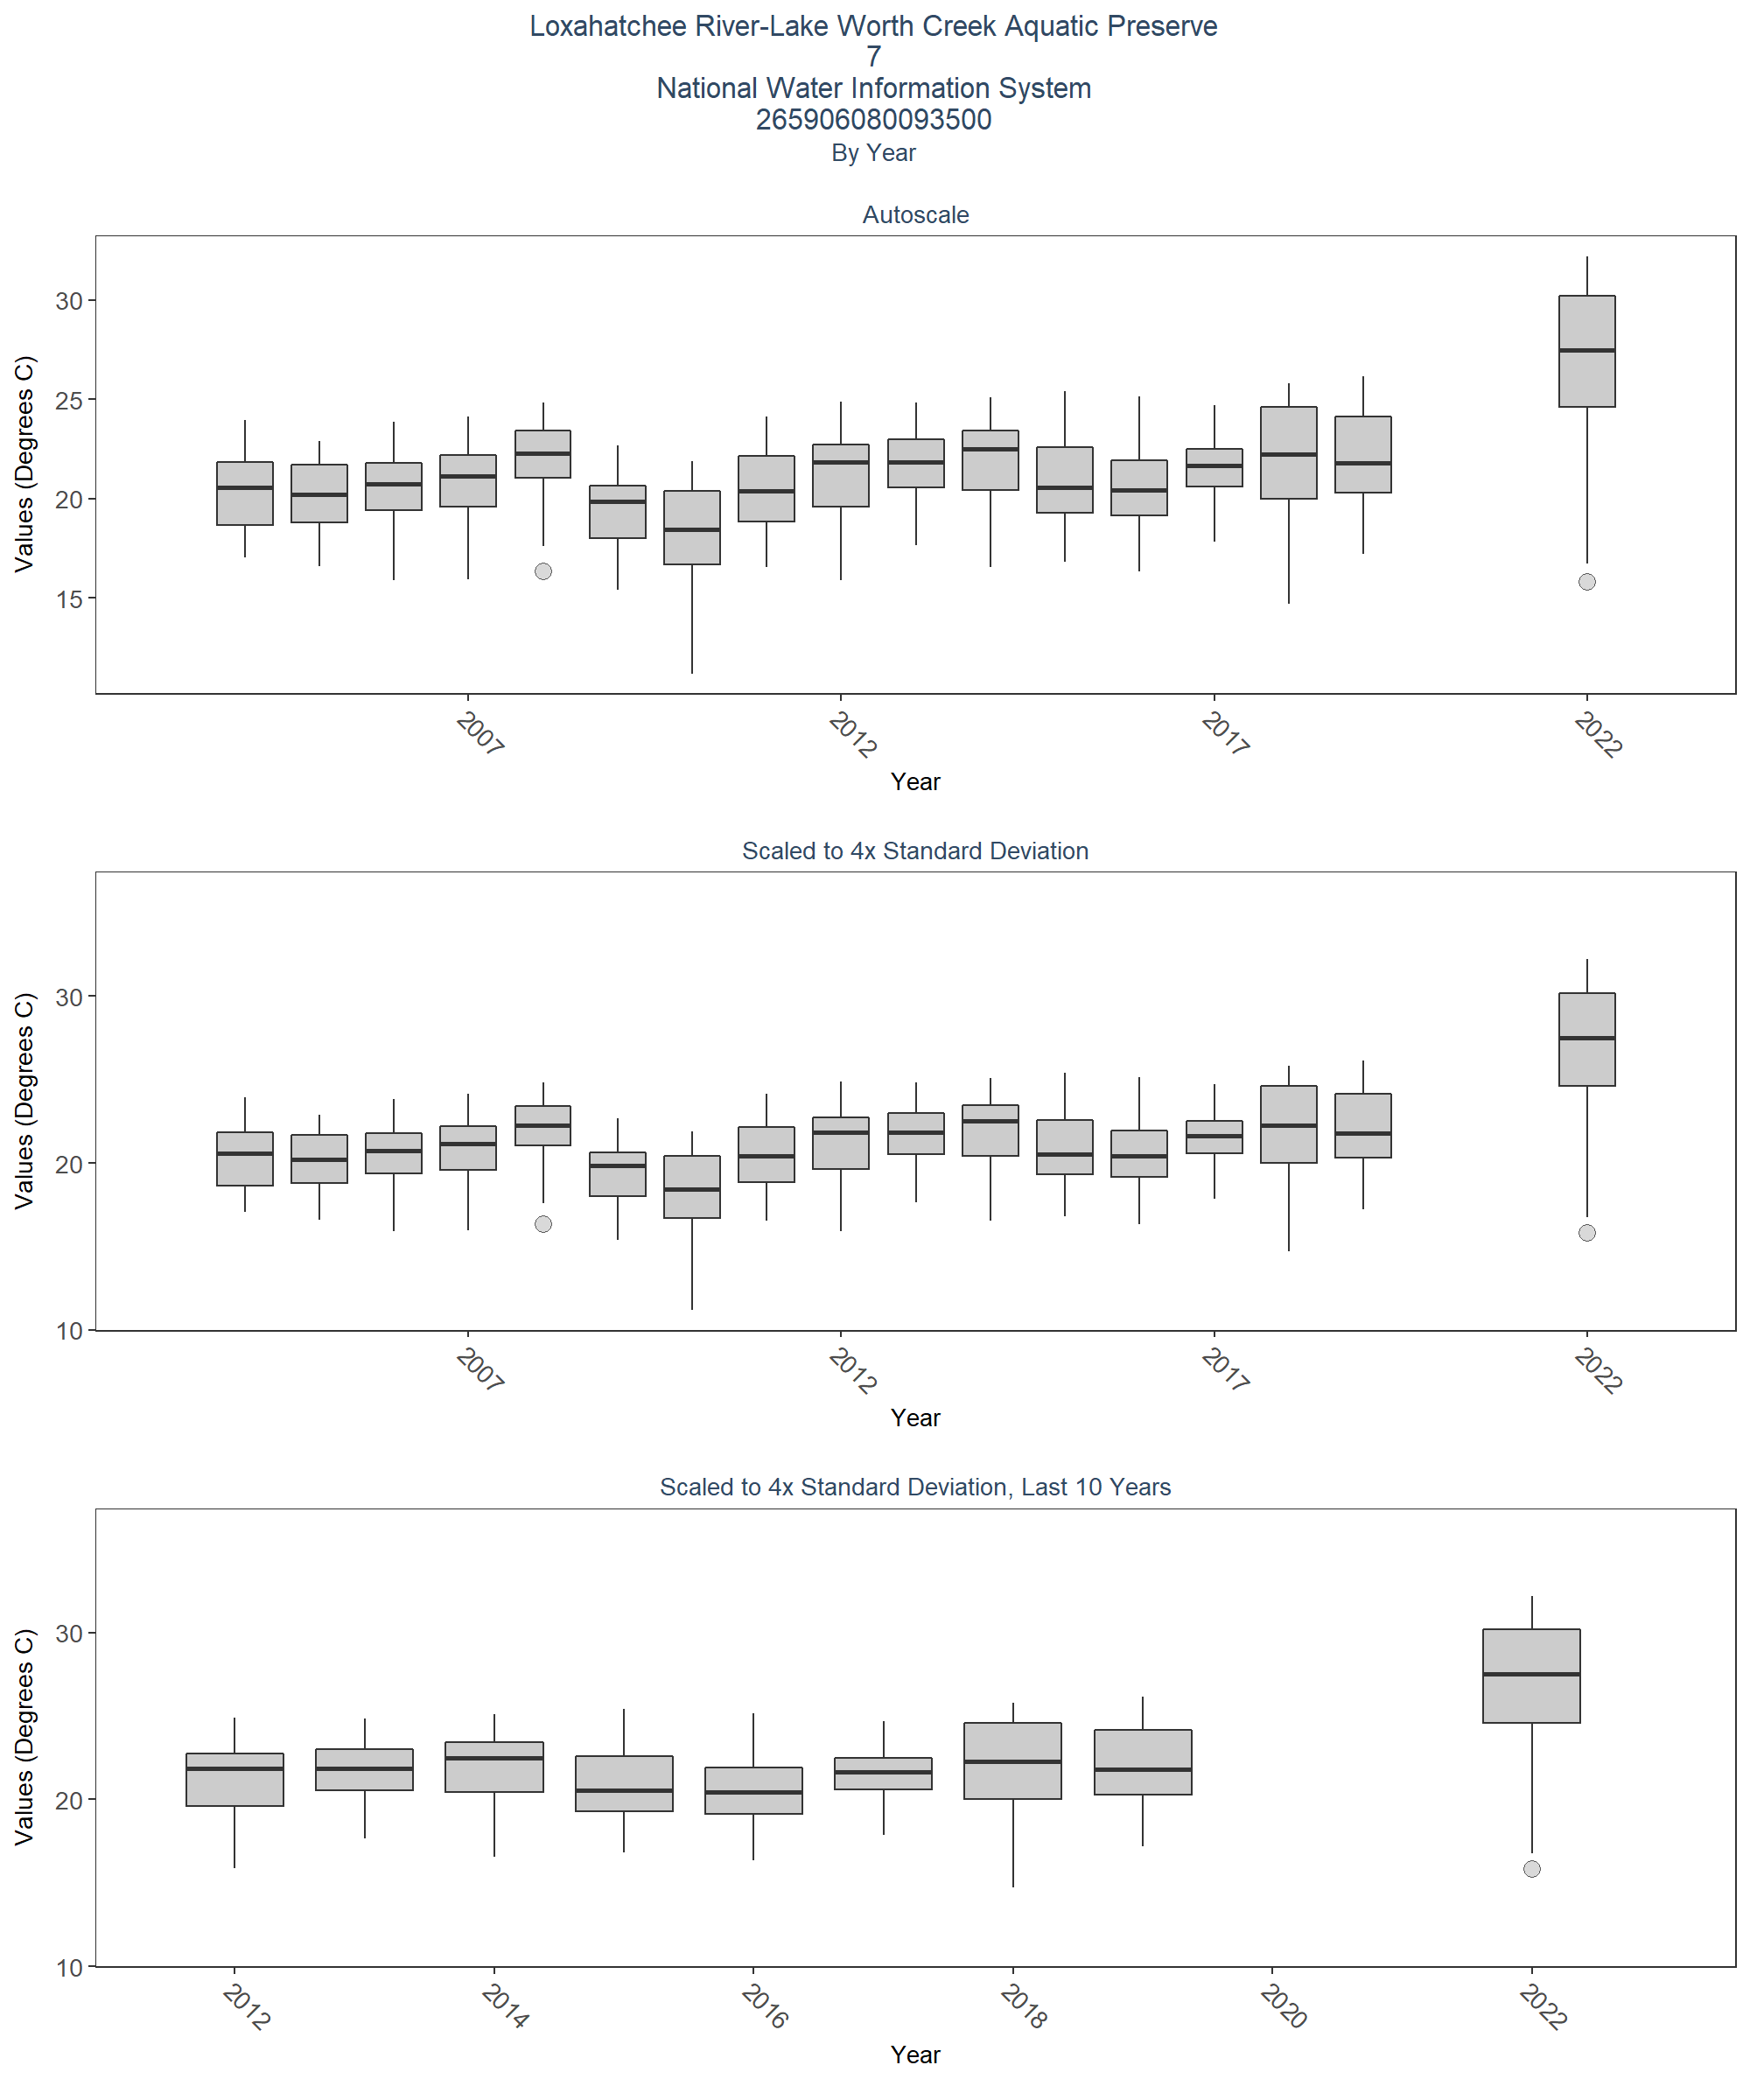 Loxahatchee River-Lake Worth Creek Aquatic Preserve
7
National Water Information System
265906080093500
By Year
Autoscale
Values (Degrees C)
30
25
20
15
2007
2012
2017
2022
Year
Scaled to 4x Standard Deviation
Values (Degrees C)
30
20
10
2007
2012
2017
2022
Year
Scaled to 4x Standard Deviation, Last 10 Years
Values (Degrees C)
30
20
10
2012
2014
2016
2018
2020
2022
Year